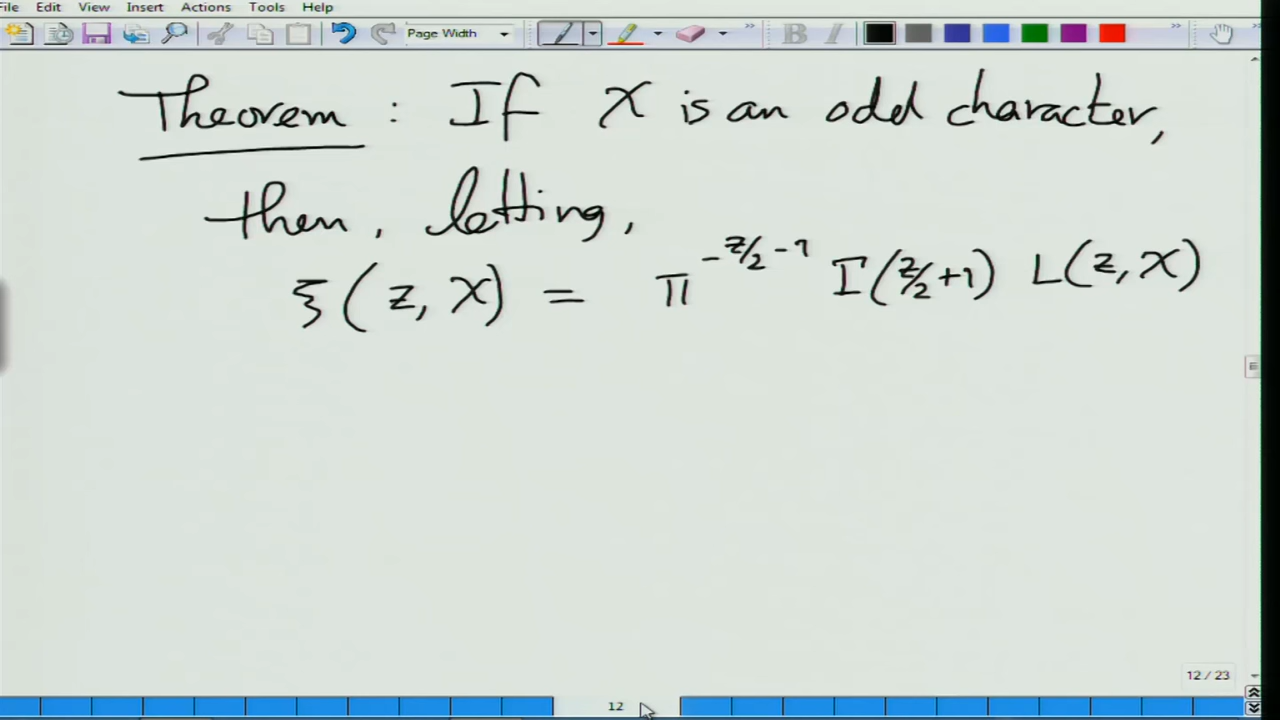 File Edit View Insert Actions Tools Help
Page Width
B I
Theorem : If χ is an odd character,
then, letting,
ξ(z, χ) = π^{-z/2 - 1} Γ(z/2 + 1) L(z, χ)
12 / 23
12